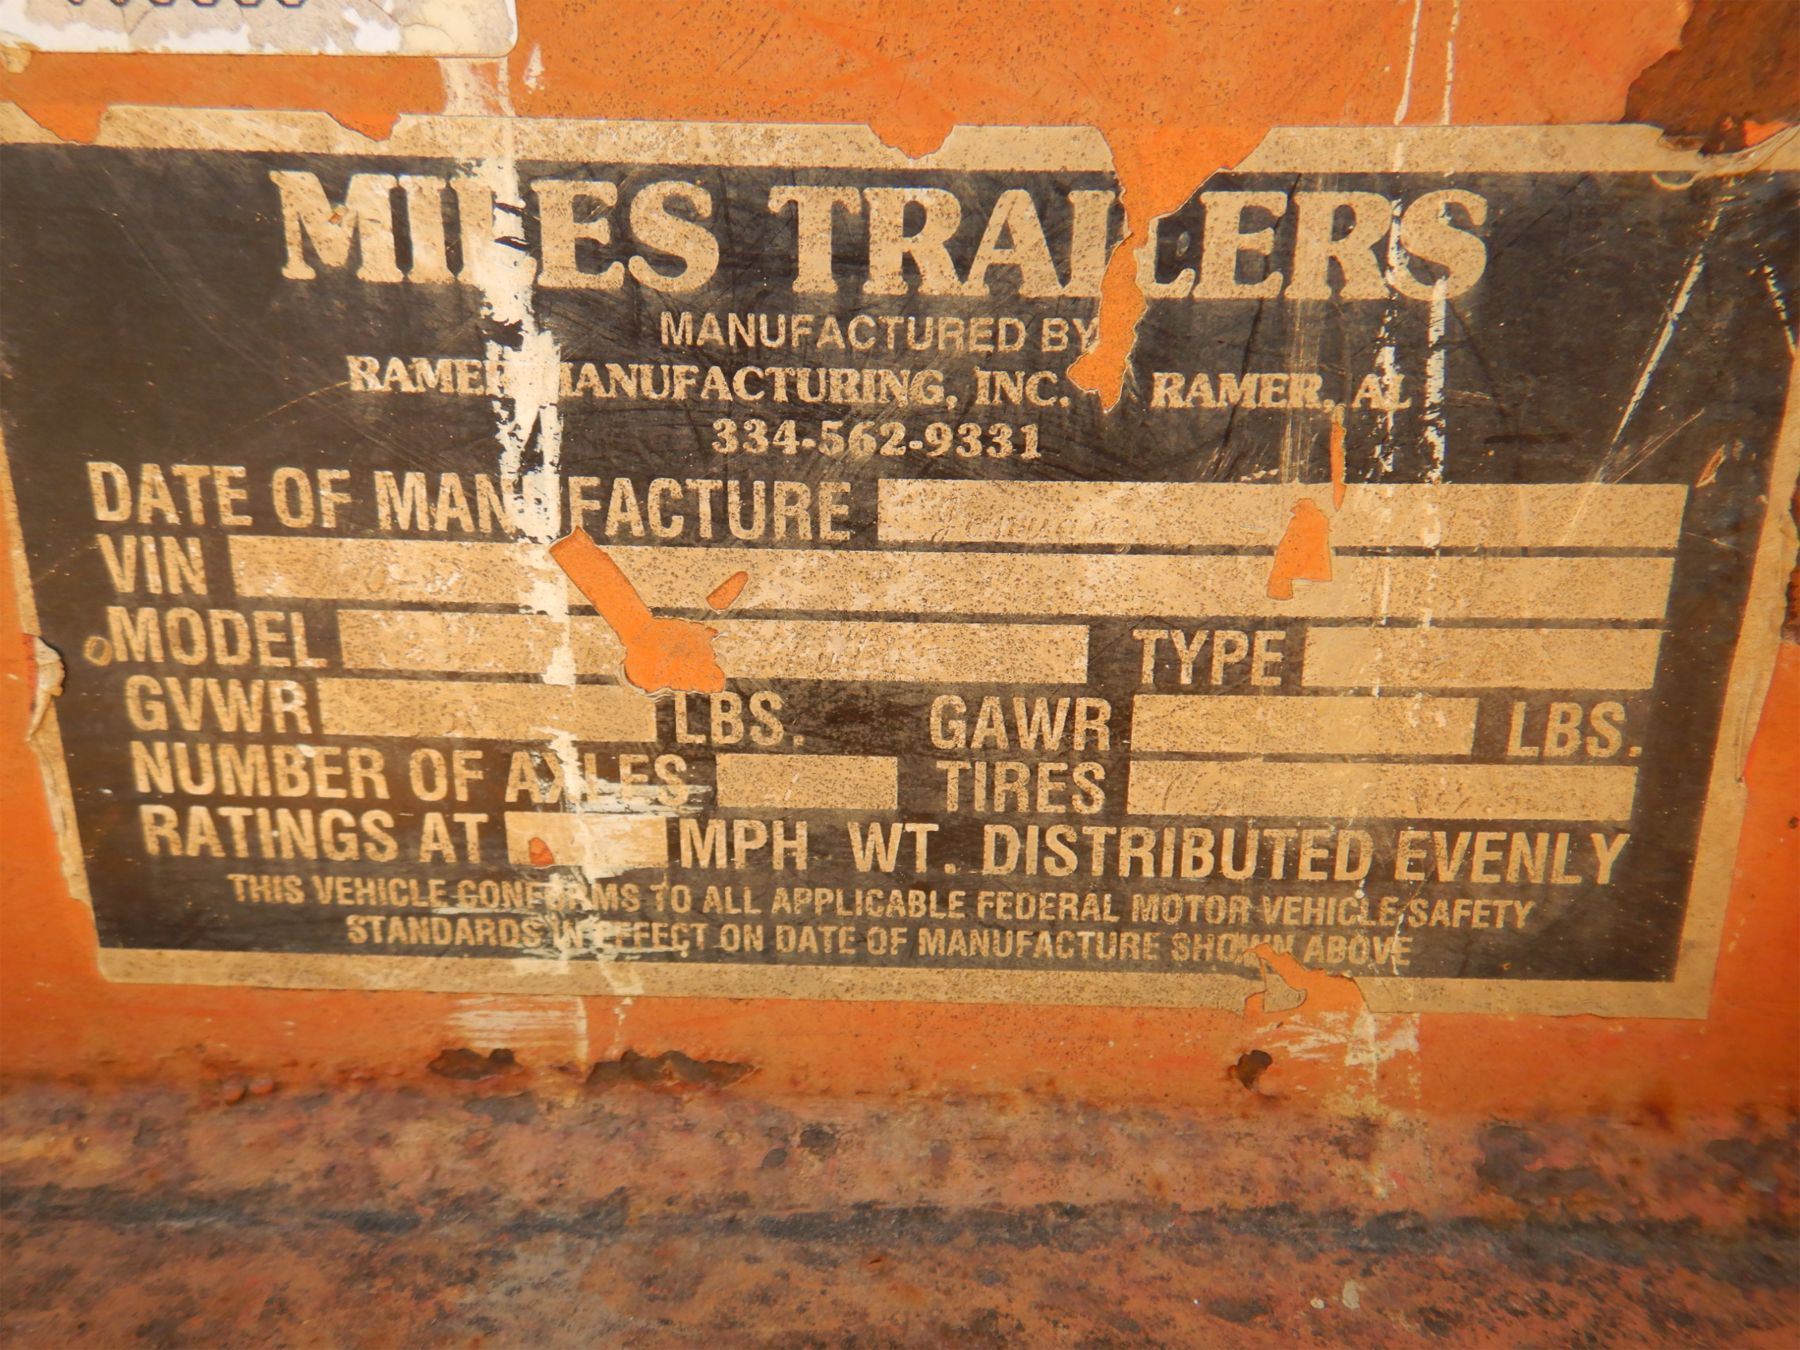 MILES TRAILERS
MANUFACTURED BY
RAMER MANUFACTURING, INC. RAMER, AL
334-562-9331
DATE OF MANUFACTURE
VIN
MODEL TYPE
GVWR LBS. GAWR LBS.
NUMBER OF AXLES TIRES
RATINGS AT MPH WT. DISTRIBUTED EVENLY
THIS VEHICLE CONFORMS TO ALL APPLICABLE FEDERAL MOTOR VEHICLE SAFETY
STANDARDS IN EFFECT ON DATE OF MANUFACTURE SHOWN ABOVE